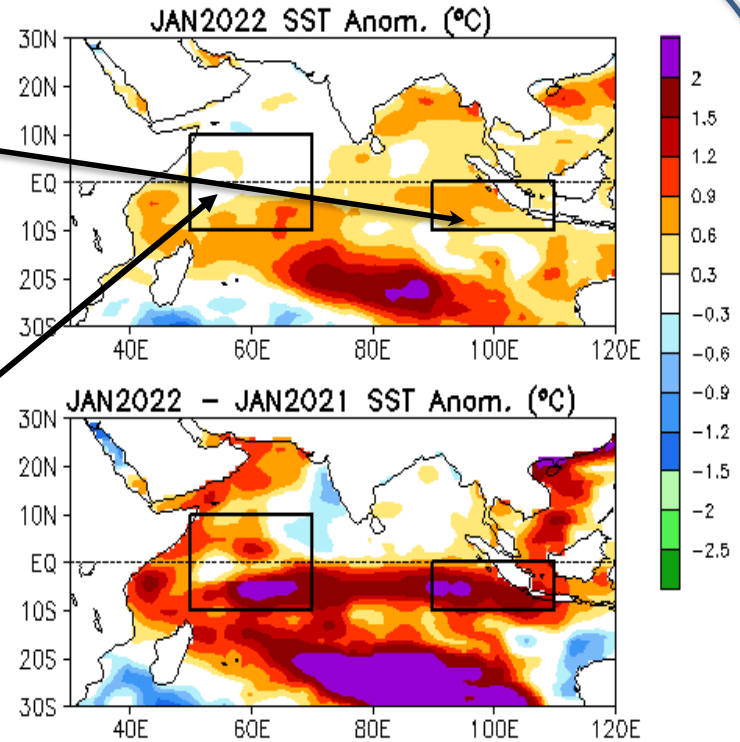 JAN2022 SST Anom. (ºC)
30N
20N
10N
EQ
10S
20S
30S
40E 60E 80E 100E 120E
JAN2022 – JAN2021 SST Anom. (ºC)
30N
20N
10N
EQ
10S
20S
30S
40E 60E 80E 100E 120E
2
1.5
1.2
0.9
0.6
0.3
−0.3
−0.6
−0.9
−1.2
−1.5
−2
−2.5